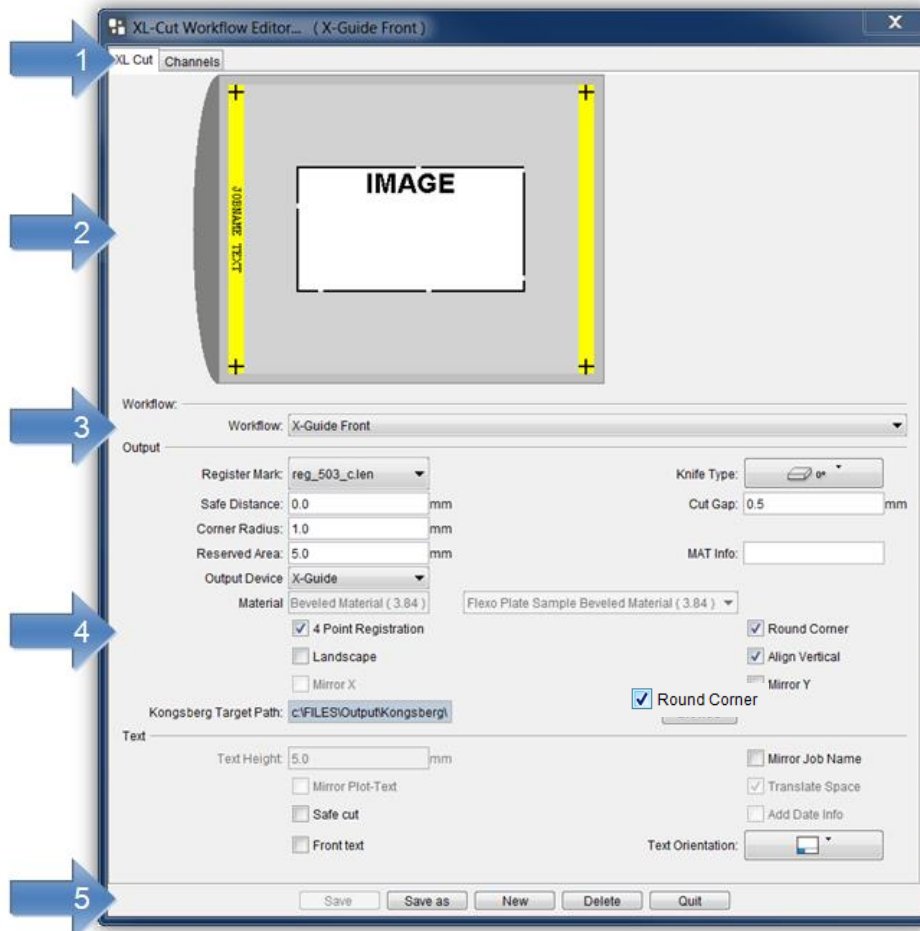 XL-Cut Workflow Editor... ( X-Guide Front )
X
1
XL Cut Channels
JOBNAME TEXT
IMAGE
2
Workflow:
3
Workflow: X-Guide Front
Output
Register Mark: reg_503_c.len Knife Type: 0°
Safe Distance: 0.0 mm Cut Gap: 0.5 mm
Corner Radius: 1.0 mm
Reserved Area: 5.0 mm MAT Info:
Output Device X-Guide
Material Beveled Material ( 3.84 ) Flexo Plate Sample Beveled Material ( 3.84 )
4
4 Point Registration Round Corner
Landscape Align Vertical
Mirror X Mirror Y
Round Corner
Kongsberg Target Path: c:\FILES\Output\Kongsberg\
Text
Text Height: 5.0 mm Mirror Job Name
Mirror Plot-Text Translate Space
Safe cut Add Date Info
Front text Text Orientation:
5
Save Save as New Delete Quit